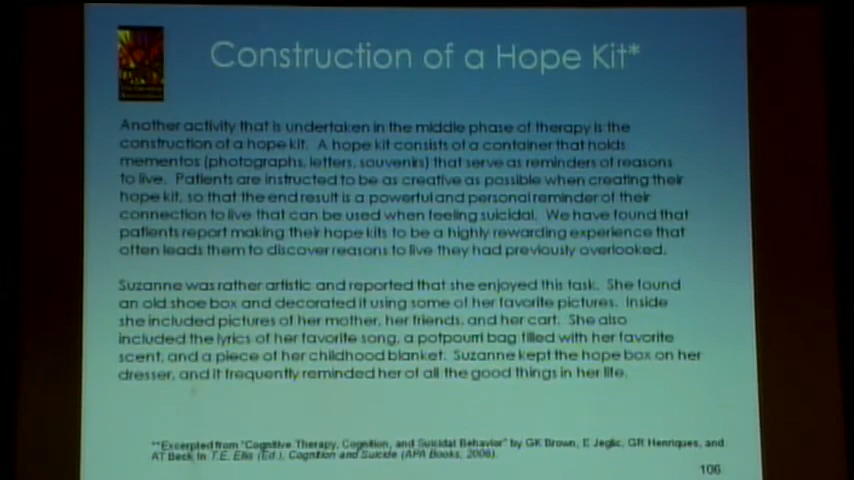 Construction of a Hope Kit*
Another activity that is undertaken in the middle phase of therapy is the
construction of a hope kit. A hope kit consists of a container that holds
mementos (photographs, letters, souvenirs) that serve as reminders of reasons
to live. Patients are instructed to be as creative as possible when creating their
hope kit, so that the end result is a powerful and personal reminder of their
connection to live that can be used when feeling suicidal. We have found that
patients report making their hope kits to be a highly rewarding experience that
often leads them to discover reasons to live they had previously overlooked.
Suzanne was rather artistic and reported that she enjoyed this task. She found
an old shoe box and decorated it using some of her favorite pictures. Inside
she included pictures of her mother, her friends, and her cart. She also
included the lyrics of her favorite song, a potpourri bag filled with her favorite
scent, and a piece of her childhood blanket. Suzanne kept the hope box on her
dresser, and it frequently reminded her of all the good things in her life.
**Excerpted from "Cognitive Therapy, Cognition, and Suicidal Behavior" by GK Brown, E Jeglic, GR Henriques, and
AT Beck in T.E. Ellis (Ed.), Cognition and Suicide (APA Books, 2006).
106